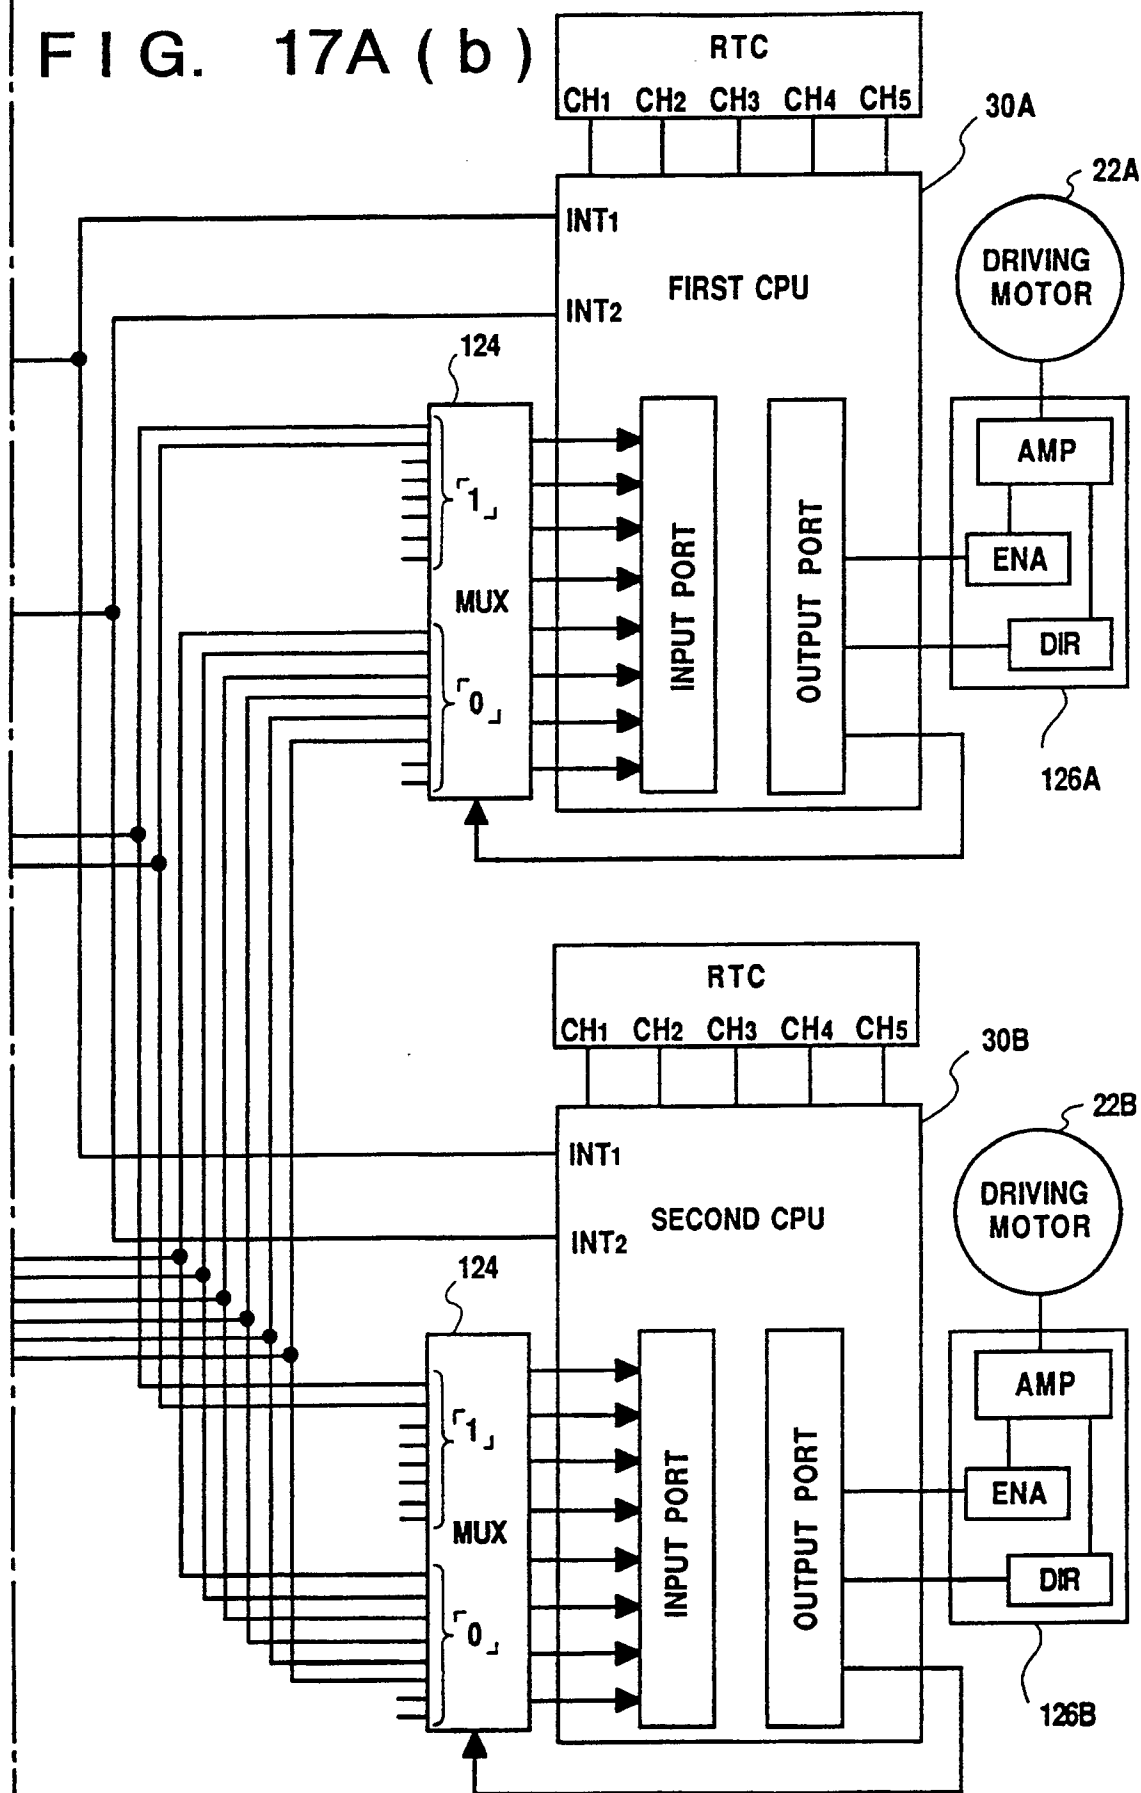 FIG. 17A (b)
RTC
CH1 CH2 CH3 CH4 CH5
30A
22A
INT1
DRIVING
MOTOR
FIRST CPU
INT2
124
AMP
「1」
ENA
MUX
INPUT PORT
OUTPUT PORT
DIR
「0」
126A
RTC
CH1 CH2 CH3 CH4 CH5
30B
22B
INT1
DRIVING
MOTOR
SECOND CPU
INT2
124
AMP
「1」
ENA
MUX
INPUT PORT
OUTPUT PORT
DIR
「0」
126B